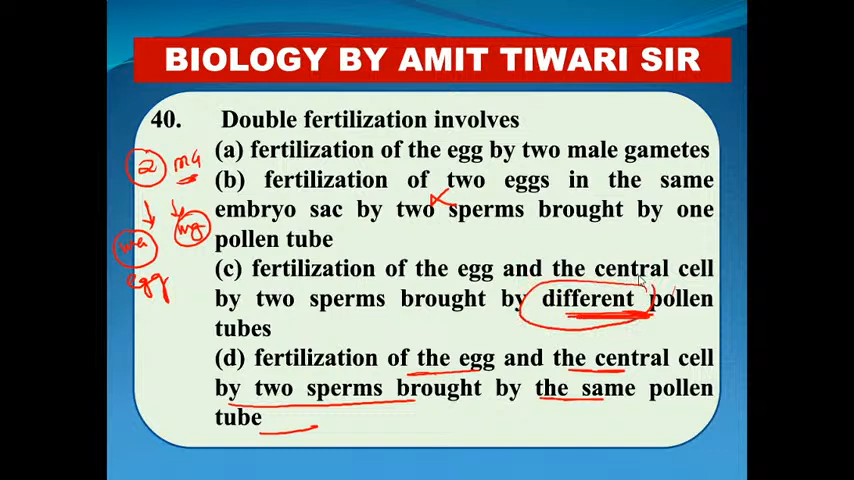 BIOLOGY BY AMIT TIWARI SIR
40. Double fertilization involves
(a) fertilization of the egg by two male gametes
(b) fertilization of two eggs in the same
embryo sac by two sperms brought by one
pollen tube
(c) fertilization of the egg and the central cell
by two sperms brought by different pollen
tubes
(d) fertilization of the egg and the central cell
by two sperms brought by the same pollen
tube
2
egg